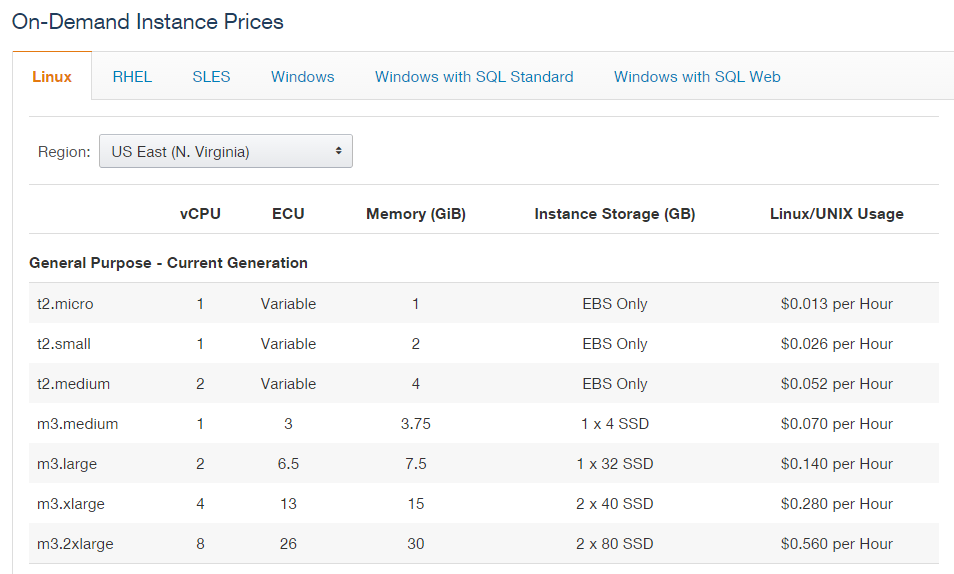 On-Demand Instance Prices
Linux RHEL SLES Windows Windows with SQL Standard Windows with SQL Web
Region: US East (N. Virginia)
vCPU ECU Memory (GiB) Instance Storage (GB) Linux/UNIX Usage
General Purpose - Current Generation
t2.micro 1 Variable 1 EBS Only $0.013 per Hour
t2.small 1 Variable 2 EBS Only $0.026 per Hour
t2.medium 2 Variable 4 EBS Only $0.052 per Hour
m3.medium 1 3 3.75 1 x 4 SSD $0.070 per Hour
m3.large 2 6.5 7.5 1 x 32 SSD $0.140 per Hour
m3.xlarge 4 13 15 2 x 40 SSD $0.280 per Hour
m3.2xlarge 8 26 30 2 x 80 SSD $0.560 per Hour